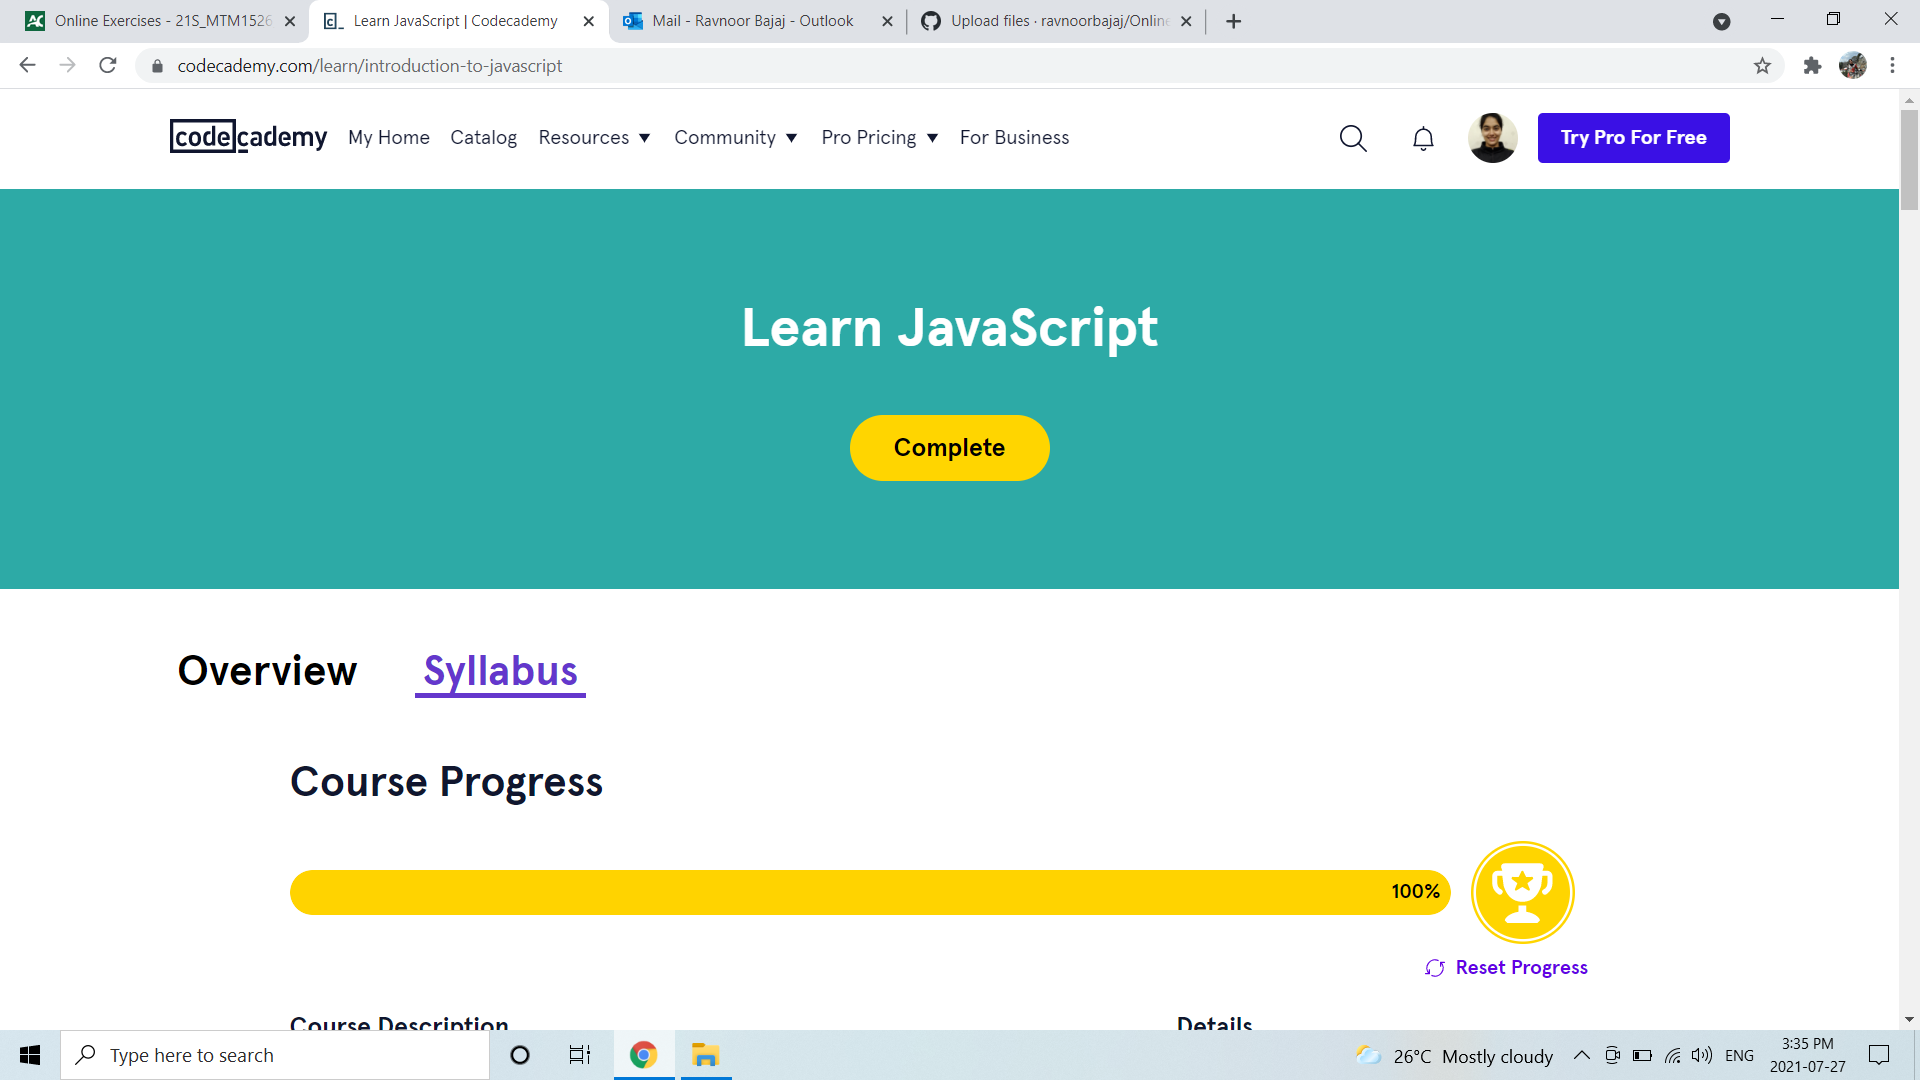 Online Exercises - 21S_MTM1526
Learn JavaScript | Codecademy
Mail - Ravnoor Bajaj - Outlook
Upload files · ravnoorbajaj/Online
codecademy.com/learn/introduction-to-javascript
codecademy
My Home
Catalog
Resources
Community
Pro Pricing
For Business
Try Pro For Free
Learn JavaScript
Complete
Overview
Syllabus
Course Progress
100%
Reset Progress
Course Description
Details
Type here to search
26°C Mostly cloudy
ENG
3:35 PM
2021-07-27